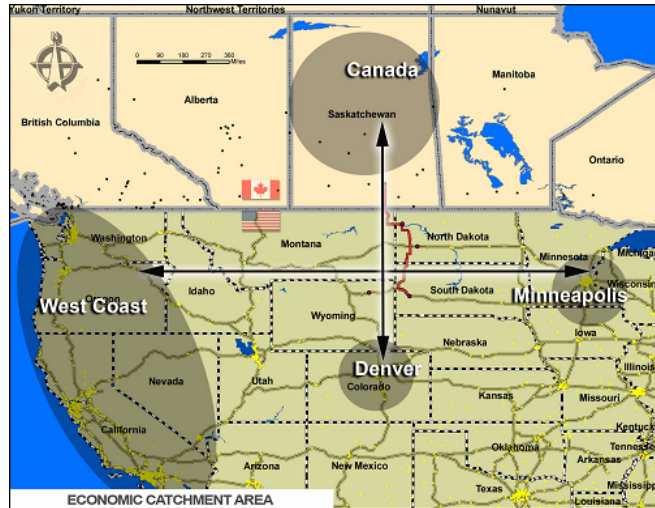 Yukon Territory
Northwest Territories
Nunavut
0 90 180 270 360
Miles
Canada
Alberta
Manitoba
Saskatchewan
British Columbia
Ontario
Washington
Montana
North Dakota
Minnesota
Michigan
Oregon
Idaho
South Dakota
Wisconsin
West Coast
Minneapolis
Wyoming
Iowa
Nebraska
Denver
Nevada
Utah
Colorado
Illinois
Kansas
Missouri
California
Kentucky
Oklahoma
Tennessee
Arizona
New Mexico
Arkansas
Texas
Mississippi
Louisiana
ECONOMIC CATCHMENT AREA